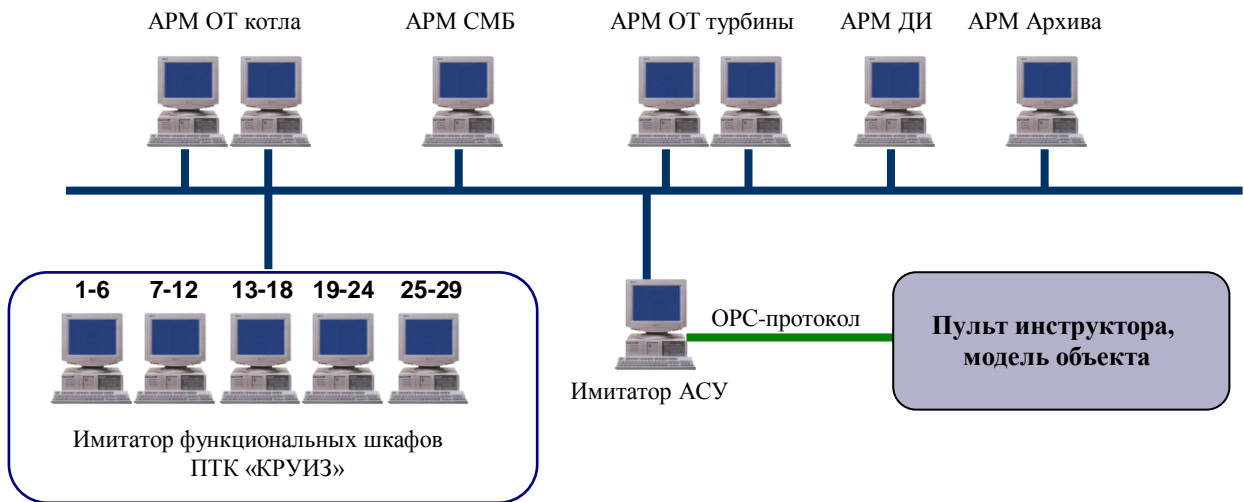 АРМ ОТ котла
АРМ СМБ
АРМ ОТ турбины
АРМ ДИ
АРМ Архива
1-6
7-12
13-18
19-24
25-29
Имитатор функциональных шкафов
ПТК «КРУИЗ»
Имитатор АСУ
OPC-протокол
Пульт инструктора,
модель объекта